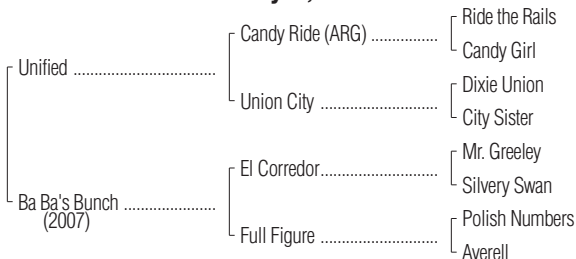 Ride the Rails
Candy Ride (ARG) ................
Candy Girl
Unified ..................................
Dixie Union
Union City ............................
City Sister
Mr. Greeley
El Corredor............................
Silvery Swan
Ba Ba's Bunch ......................
(2007)
Polish Numbers
Full Figure ............................
Averell